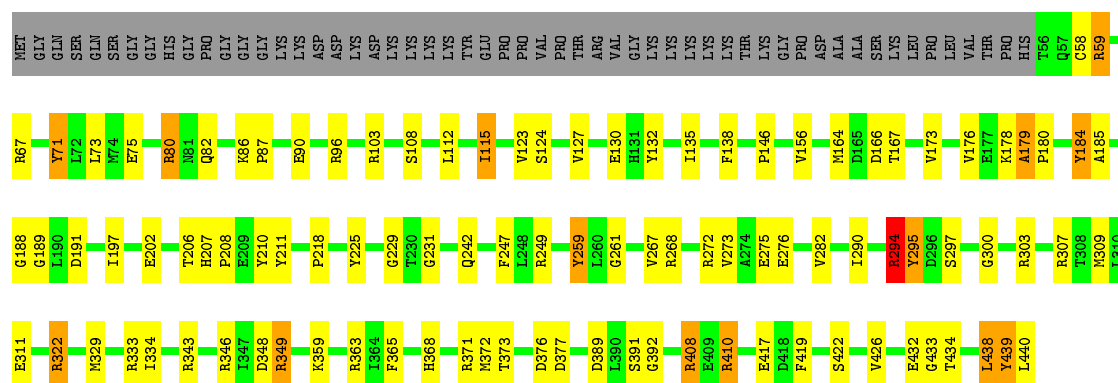 MET GLY GLN SER GLN SER GLY GLY HIS GLY PRO GLY GLY GLY LYS LYS ASP ASP LYS ASP LYS LYS LYS LYS TYR GLU PRO PRO VAL PRO THR ARG VAL GLY LYS LYS LYS LYS LYS THR LYS GLY PRO ASP ALA ALA SER LYS LEU PRO LEU VAL THR PRO HIS T56 Q57 C58 R59
R67 Y71 L72 L73 M74 E75 R80 N81 Q82 K86 P87 E90 R96 R103 S108 L112 I115 V123 S124 V127 E130 H131 Y132 I135 F138 P146 V156 M164 D165 D166 T167 V173 V176 E177 K178 A179 P180 Y184 A185
G188 G189 L190 D191 I197 E202 T206 H207 P208 E209 Y210 Y211 P218 Y225 G229 T230 G231 Q242 F247 L248 R249 Y259 L260 G261 V267 R268 R272 V273 A274 E275 E276 V282 I290 R294 Y295 D296 S297 G300 R303 R307 T308 M309 L310
E311 R322 M329 R333 I334 R343 R346 I347 D348 R349 K359 R363 I364 F365 H368 R371 M372 T373 D376 D377 D389 L390 S391 G392 R408 E409 R410 E417 D418 F419 S422 V426 E432 G433 T434 L438 Y439 L440